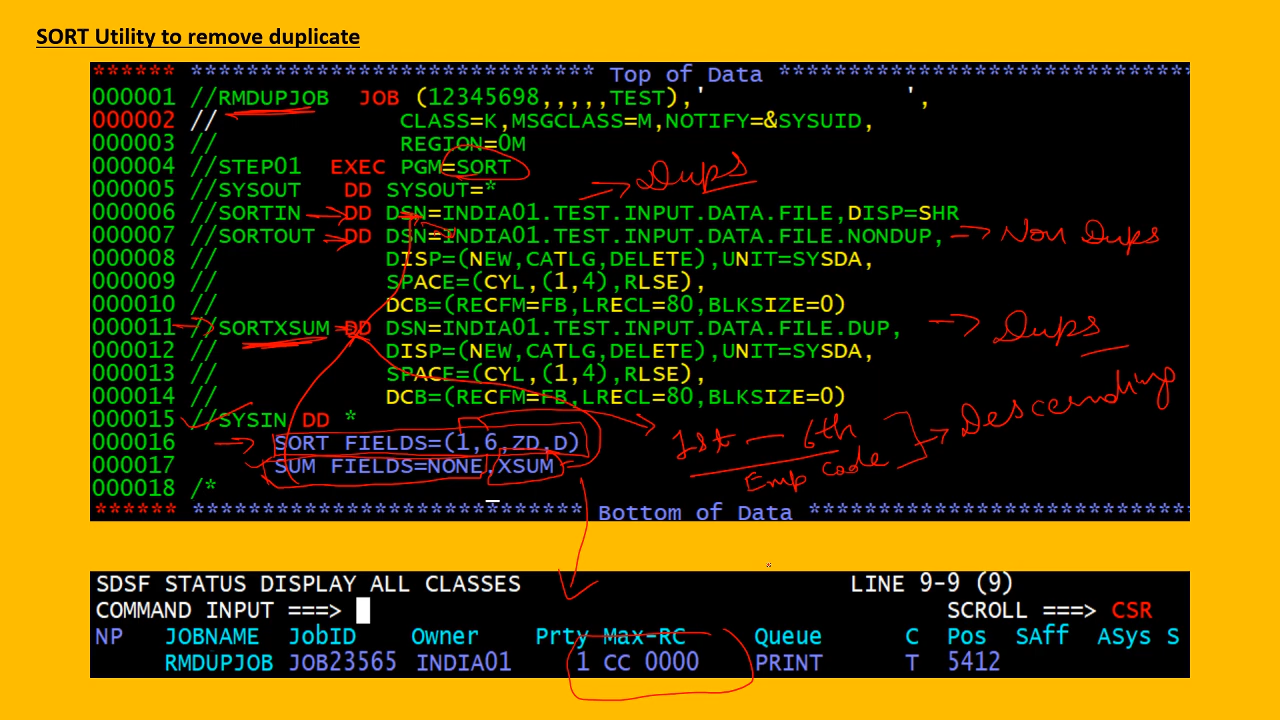 SORT Utility to remove duplicate
****** ***************************** Top of Data ******************************
000001 //RMDUPJOB  JOB (12345698,,,,,TEST),'               ',
000002 //               CLASS=K,MSGCLASS=M,NOTIFY=&SYSUID,
000003 //               REGION=0M
000004 //STEP01  EXEC PGM=SORT
000005 //SYSOUT   DD SYSOUT=*
Dups
000006 //SORTIN   DD DSN=INDIA01.TEST.INPUT.DATA.FILE,DISP=SHR
000007 //SORTOUT  DD DSN=INDIA01.TEST.INPUT.DATA.FILE.NONDUP,
Non Dups
000008 //            DISP=(NEW,CATLG,DELETE),UNIT=SYSDA,
000009 //            SPACE=(CYL,(1,4),RLSE),
000010 //            DCB=(RECFM=FB,LRECL=80,BLKSIZE=0)
000011 //SORTXSUM DD DSN=INDIA01.TEST.INPUT.DATA.FILE.DUP,
Dups
000012 //            DISP=(NEW,CATLG,DELETE),UNIT=SYSDA,
000013 //            SPACE=(CYL,(1,4),RLSE),
000014 //            DCB=(RECFM=FB,LRECL=80,BLKSIZE=0)
000015 //SYSIN DD *
000016      SORT FIELDS=(1,6,ZD,D)
1st - 6th
Emp code
Descending
000017      SUM FIELDS=NONE,XSUM
000018 /*
****** **************************** Bottom of Data ****************************
SDSF STATUS DISPLAY ALL CLASSES                    LINE 9-9 (9)
COMMAND INPUT ===>                                 SCROLL ===> CSR
NP   JOBNAME  JobID    Owner    Prty Max-RC     Queue      C  Pos  SAff  ASys S
     RMDUPJOB JOB23565 INDIA01     1 CC 0000    PRINT      T  5412